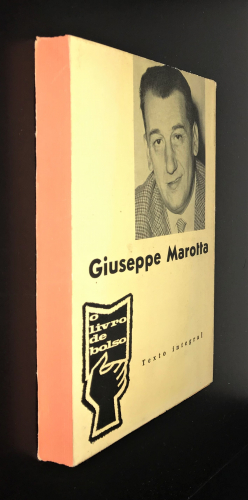 Giuseppe Marotta
o
livro
de
bolso
Texto integral